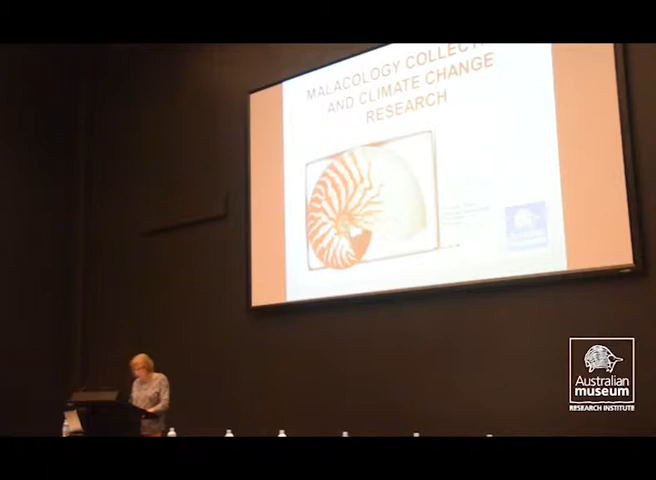 MALACOLOGY COLLECT
AND CLIMATE CHANGE
RESEARCH
Australian
museum
RESEARCH INSTITUTE